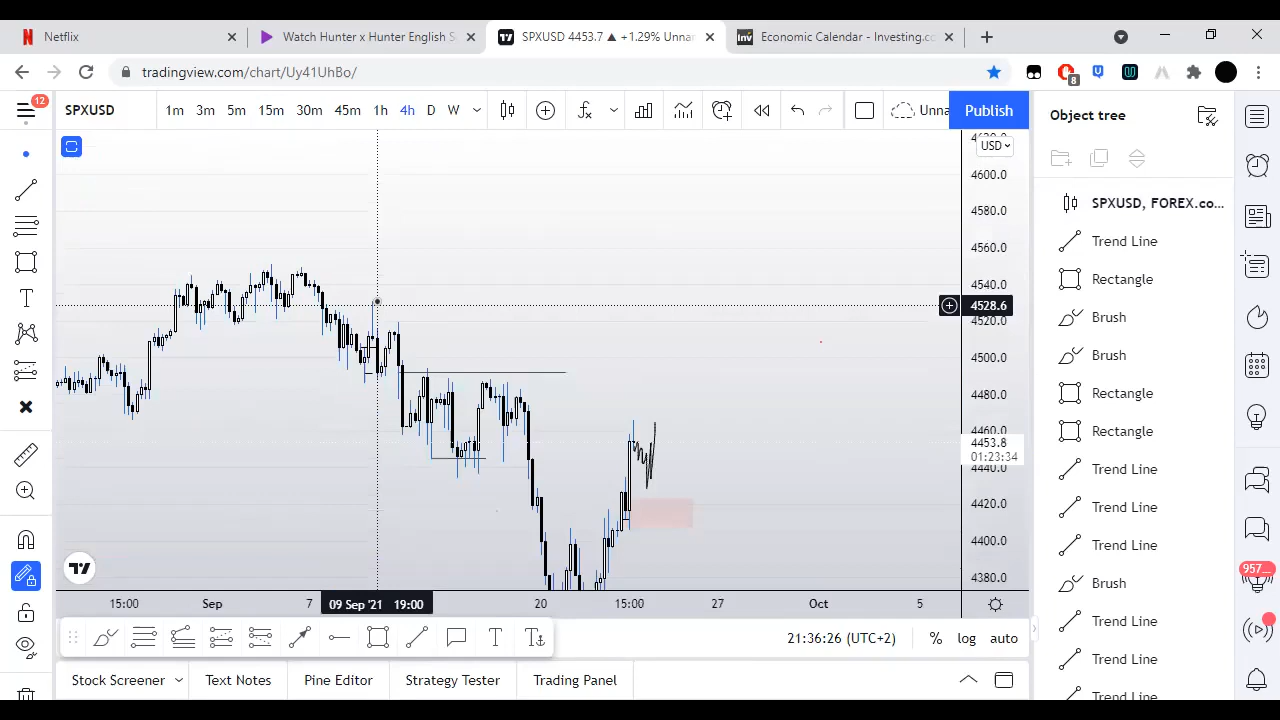 Netflix
Watch Hunter x Hunter English S
SPXUSD 4453.7 ▲ +1.29% Unnar
Inv
Economic Calendar - Investing.co
tradingview.com/chart/Uy41UhBo/
8
12
SPXUSD
1m 3m 5m 15m 30m 45m 1h 4h D W
Unna
Publish
Object tree
USD
4600.0
4580.0
4560.0
4540.0
4528.6
4520.0
4500.0
4480.0
4460.0
4453.8
01:23:34
4440.0
4420.0
4400.0
4380.0
SPXUSD, FOREX.co...
Trend Line
Rectangle
Brush
Brush
Rectangle
Rectangle
Trend Line
Trend Line
Trend Line
Brush
Trend Line
Trend Line
Trend Line
957...
15:00 Sep 7 09 Sep '21 19:00 20 15:00 27 Oct 5
21:36:26 (UTC+2) % log auto
Stock Screener Text Notes Pine Editor Strategy Tester Trading Panel